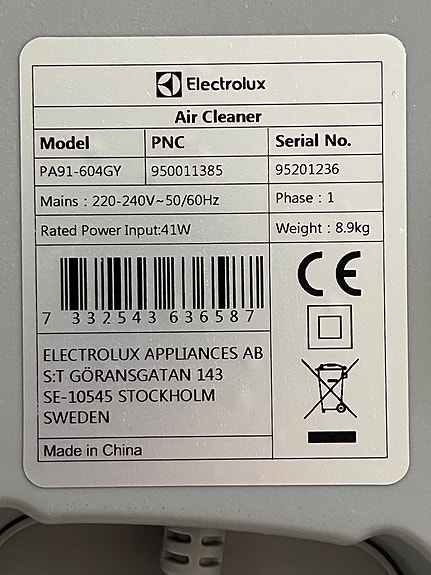 Electrolux
Air Cleaner
Model PNC Serial No.
PA91-604GY 950011385 95201236
Mains : 220-240V~50/60Hz Phase : 1
Rated Power Input:41W Weight : 8.9kg
CE
7 332543 636587
ELECTROLUX APPLIANCES AB
S:T GÖRANSGATAN 143
SE-10545 STOCKHOLM
SWEDEN
Made in China